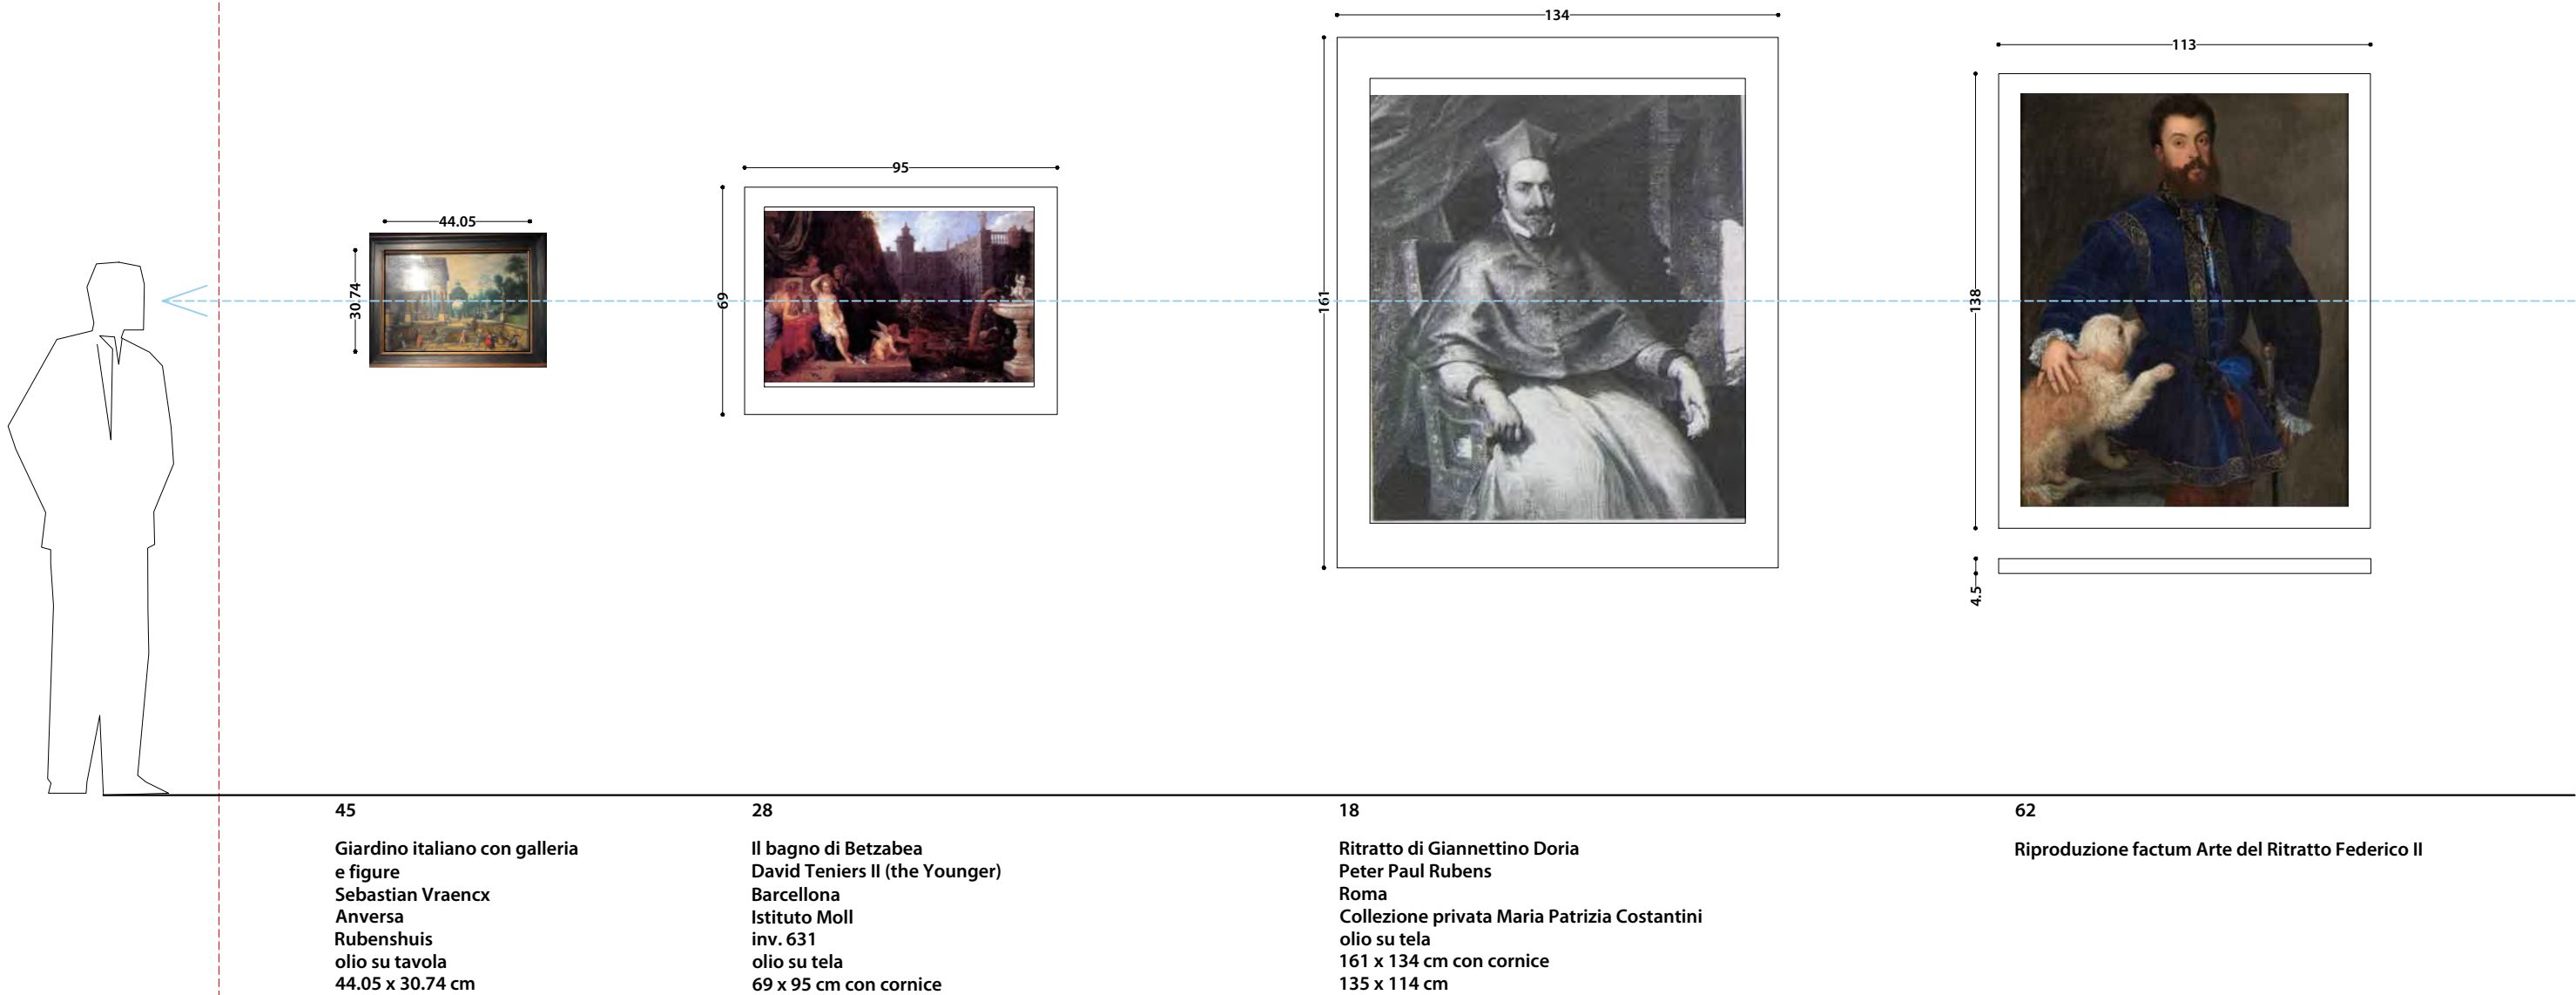 134
113
95
44.05
30.74
69
161
138
4.5
45
Giardino italiano con galleria
e figure
Sebastian Vraencx
Anversa
Rubenshuis
olio su tavola
44.05 x 30.74 cm
28
Il bagno di Betzabea
David Teniers II (the Younger)
Barcellona
Istituto Moll
inv. 631
olio su tela
69 x 95 cm con cornice
18
Ritratto di Giannettino Doria
Peter Paul Rubens
Roma
Collezione privata Maria Patrizia Costantini
olio su tela
161 x 134 cm con cornice
135 x 114 cm
62
Riproduzione factum Arte del Ritratto Federico II